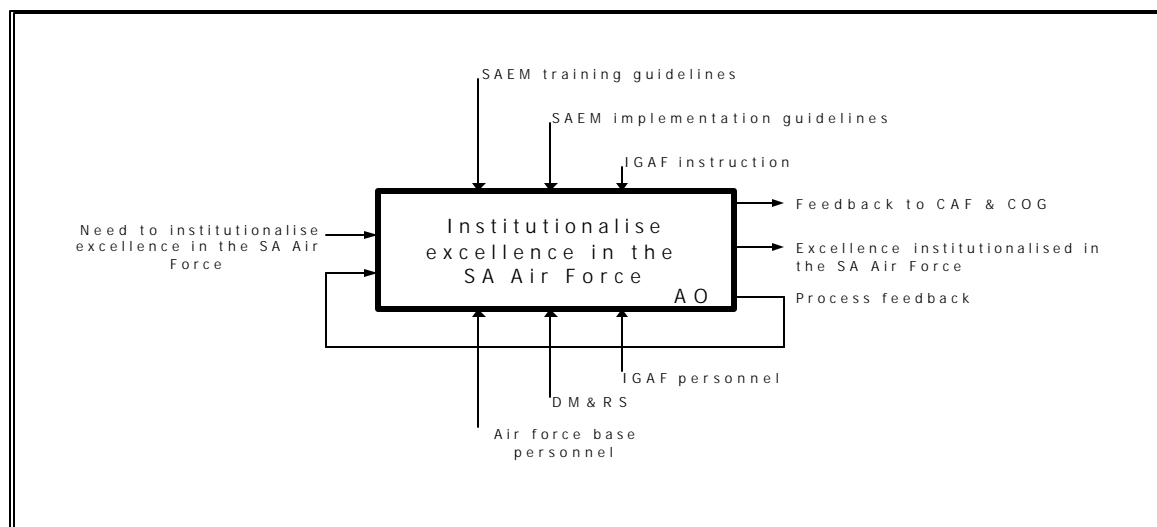 SAEM training guidelines
SAEM implementation guidelines
IGAF instruction
Need to institutionalise
excellence in the SA Air
Force
Institutionalise
excellence in the
SA Air Force
AO
Feedback to CAF & COG
Excellence institutionalised in
the SA Air Force
Process feedback
IGAF personnel
DM&RS
Air force base
personnel